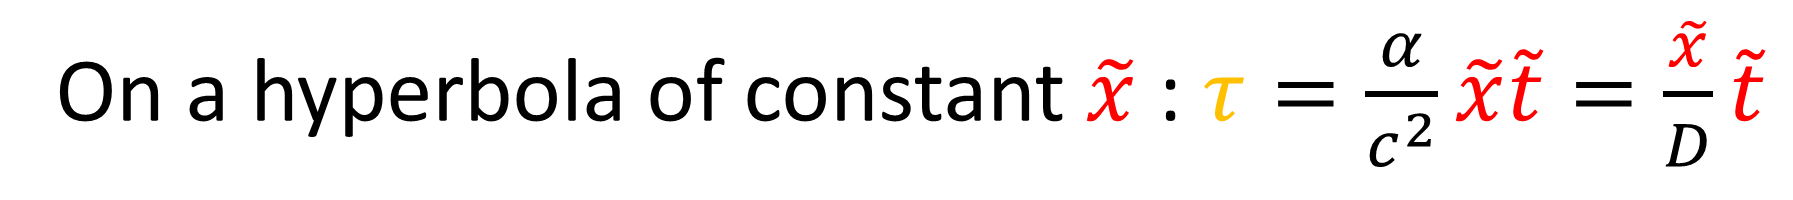 On a hyperbola of constant x̃ : τ = α/c² x̃t̃ = x̃/D t̃